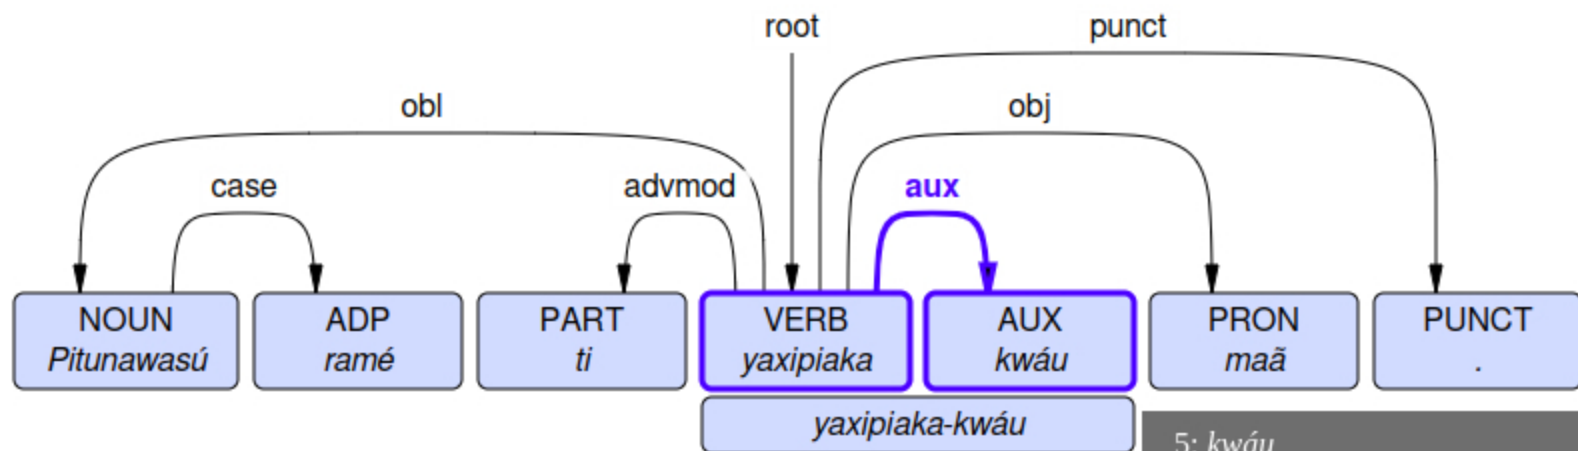 root punct
obl obj
case advmod aux
NOUN ADP PART VERB AUX PRON PUNCT
Pitunawasú ramé ti yaxipiaka kwáu maã .
yaxipiaka-kwáu
5: kwáu